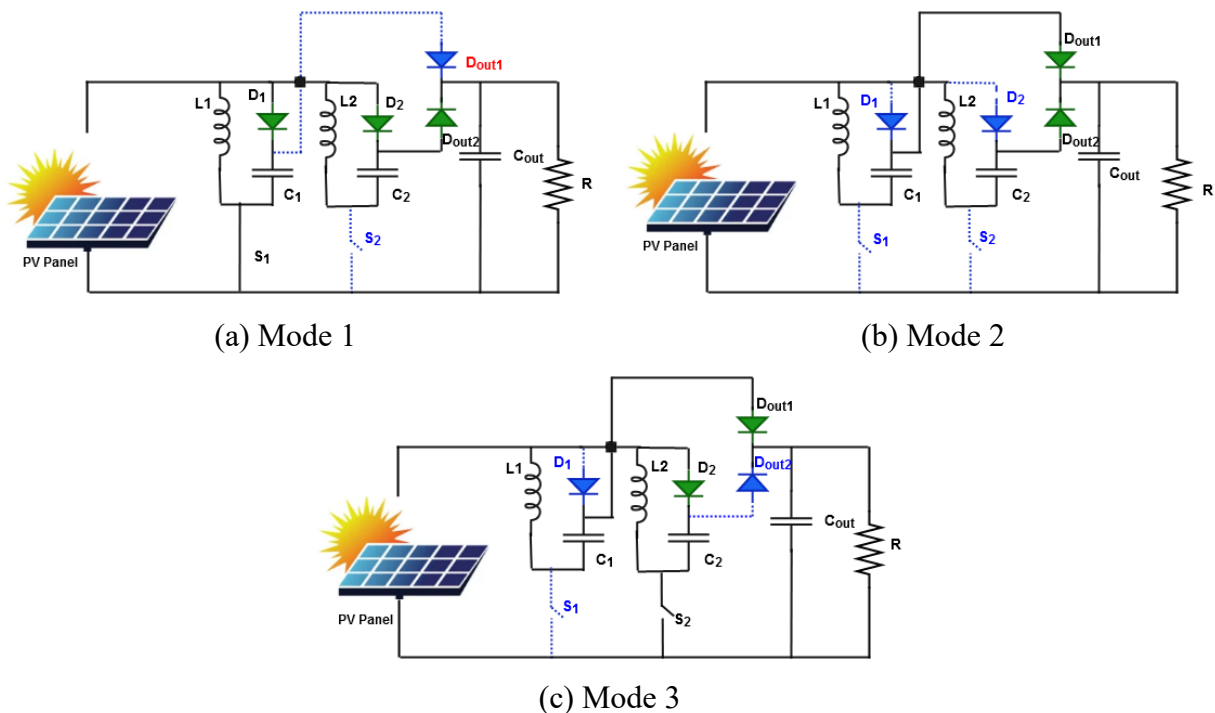 Dout1
L1
D1
L2
D2
Dout2
C1
C2
Cout
R
S1
S2
PV Panel
(a) Mode 1
Dout1
L1
D1
L2
D2
Dout2
C1
C2
Cout
R
S1
S2
PV Panel
(b) Mode 2
Dout1
L1
D1
L2
D2
Dout2
C1
C2
Cout
R
S1
S2
PV Panel
(c) Mode 3